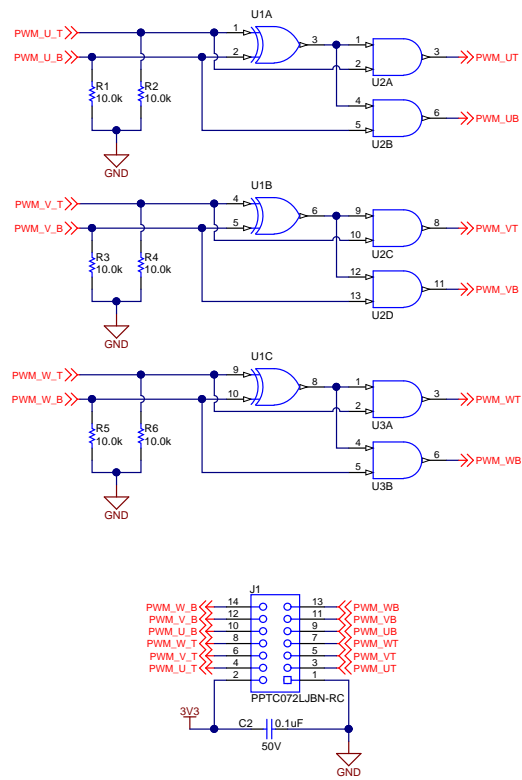 U1A
PWM_U_T 1 3 1 3 PWM_UT
PWM_U_B 2 2
R1 10.0k R2 10.0k
U2A
4 6 PWM_UB
5
U2B
GND
U1B
PWM_V_T 4 6 9 8 PWM_VT
PWM_V_B 5 10
R3 10.0k R4 10.0k
U2C
12 11 PWM_VB
13
U2D
GND
U1C
PWM_W_T 9 8 1 3 PWM_WT
PWM_W_B 10 2
R5 10.0k R6 10.0k
U3A
4 6 PWM_WB
5
U3B
GND
J1
PWM_W_B 14 13 PWM_WB
PWM_V_B 12 11 PWM_VB
PWM_U_B 10 9 PWM_UB
PWM_W_T 8 7 PWM_WT
PWM_V_T 6 5 PWM_VT
PWM_U_T 4 3 PWM_UT
2 1
PPTC072LJBN-RC
3V3
C2 0.1uF
50V
GND